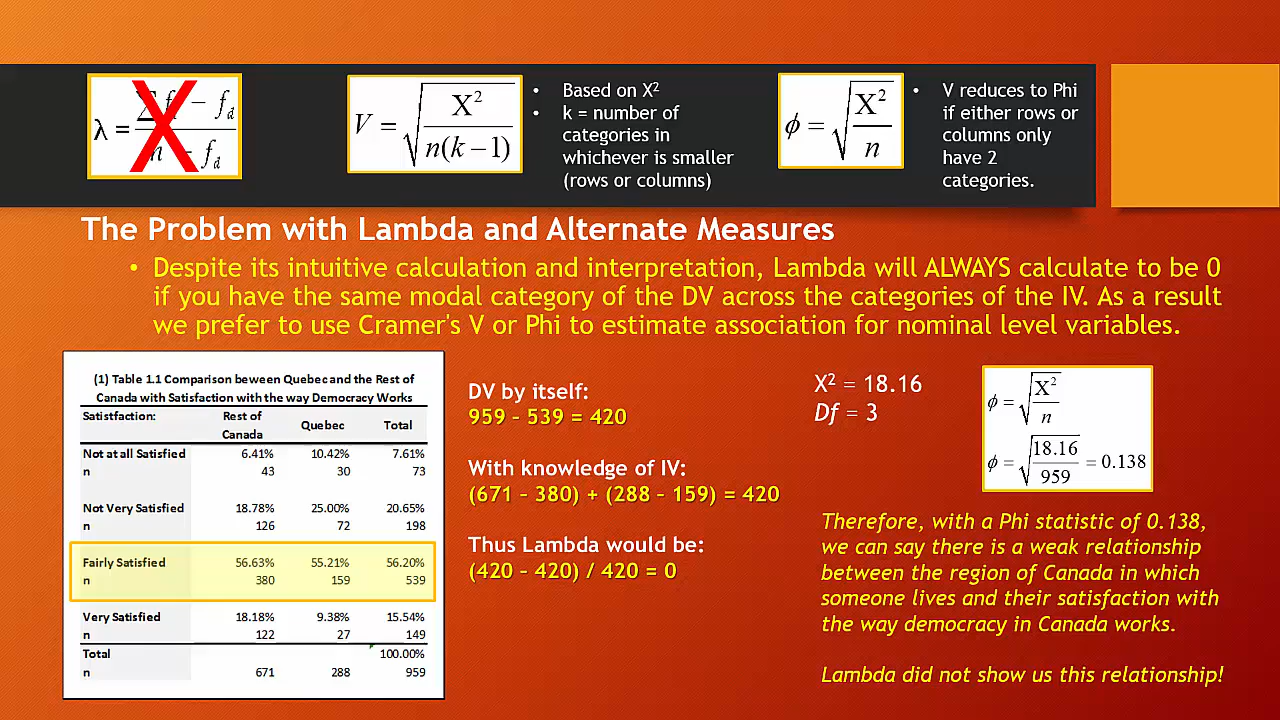 λ = (∑ f – f_d) / (n – f_d)
X
V = √(X² / n(k – 1))
• Based on X²
• k = number of
categories in
whichever is smaller
(rows or columns)
ϕ = √(X² / n)
• V reduces to Phi
if either rows or
columns only
have 2
categories.
The Problem with Lambda and Alternate Measures
• Despite its intuitive calculation and interpretation, Lambda will ALWAYS calculate to be 0
if you have the same modal category of the DV across the categories of the IV. As a result
we prefer to use Cramer's V or Phi to estimate association for nominal level variables.
(1) Table 1.1 Comparison beween Quebec and the Rest of
Canada with Satisfaction with the way Democracy Works
Satisfaction: Rest of Canada Quebec Total
Not at all Satisfied 6.41% 10.42% 7.61%
n 43 30 73
Not Very Satisfied 18.78% 25.00% 20.65%
n 126 72 198
Fairly Satisfied 56.63% 55.21% 56.20%
n 380 159 539
Very Satisfied 18.18% 9.38% 15.54%
n 122 27 149
Total 100.00%
n 671 288 959
DV by itself:
959 – 539 = 420
With knowledge of IV:
(671 – 380) + (288 – 159) = 420
Thus Lambda would be:
(420 – 420) / 420 = 0
X² = 18.16
Df = 3
ϕ = √(X² / n)
ϕ = √(18.16 / 959) = 0.138
Therefore, with a Phi statistic of 0.138,
we can say there is a weak relationship
between the region of Canada in which
someone lives and their satisfaction with
the way democracy in Canada works.
Lambda did not show us this relationship!